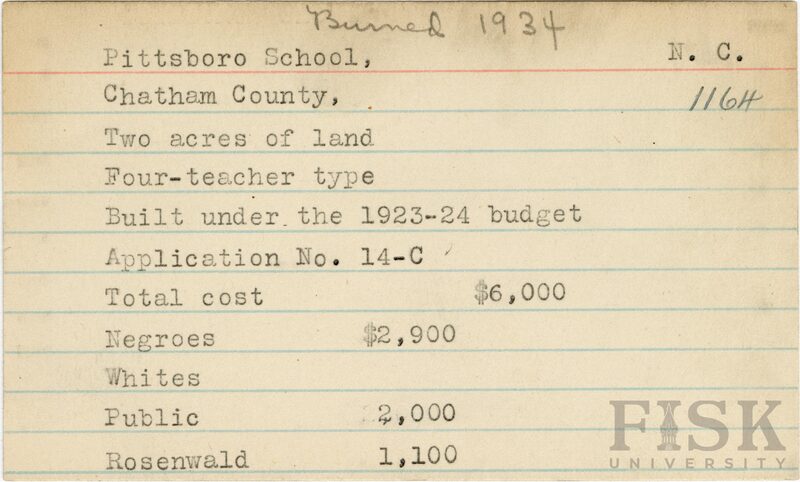 Burned 1934
Pittsboro School, N. C.
Chatham County, 1164
Two acres of land
Four-teacher type
Built under the 1923-24 budget
Application No. 14-C
Total cost $6,000
Negroes $2,900
Whites
Public 2,000
Rosenwald 1,100
FISK
UNIVERSITY